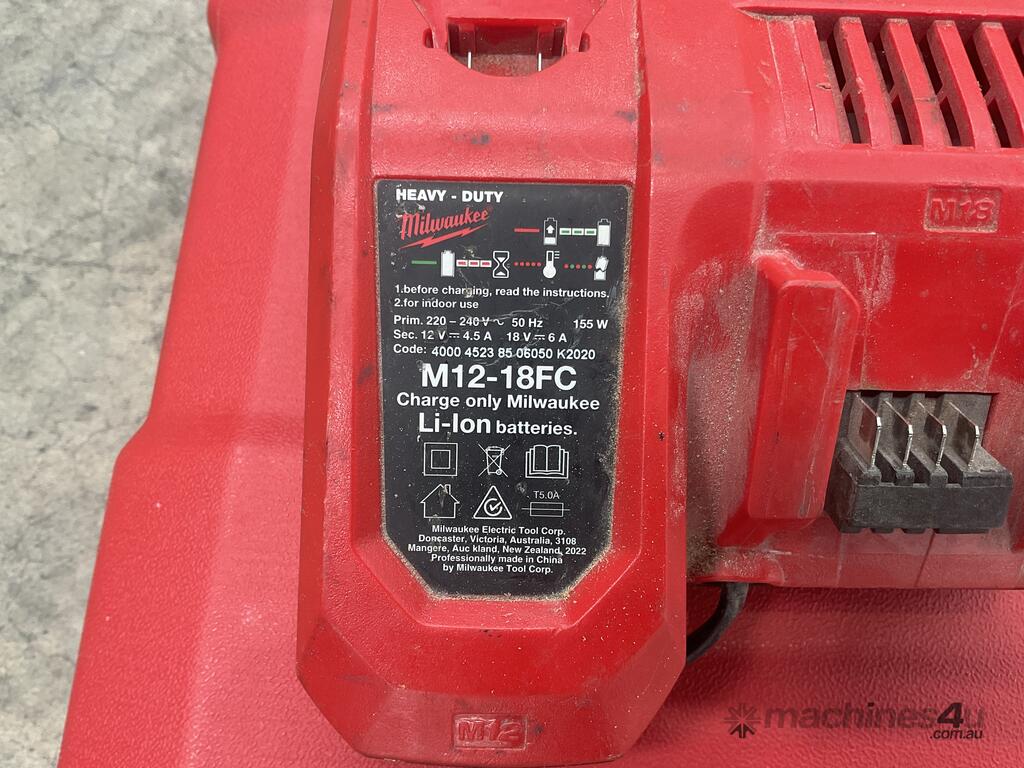 HEAVY - DUTY
Milwaukee
1.before charging, read the instructions.
2.for indoor use
Prim. 220 – 240 V ~ 50 Hz 155 W
Sec. 12 V ⎓ 4.5 A 18 V ⎓ 6 A
Code: 4000 4523 85 06050 K2020
M12-18FC
Charge only Milwaukee
Li-Ion batteries.
T5.0A
Milwaukee Electric Tool Corp.
Doncaster, Victoria, Australia, 3108
Mangere, Auc kland, New Zealand, 2022
Professionally made in China
by Milwaukee Tool Corp.
M12
M18
machines4u
.com.au